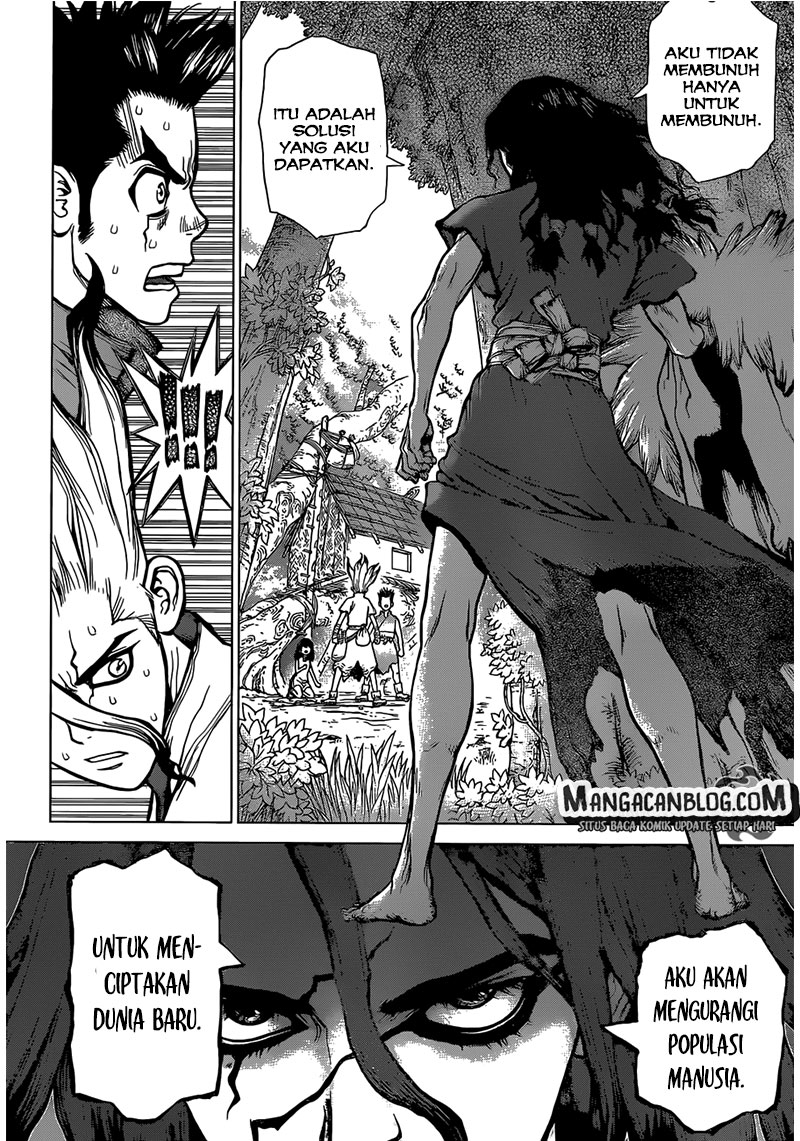 AKU TIDAK
MEMBUNUH
HANYA
UNTUK
MEMBUNUH.
ITU ADALAH
SOLUSI
YANG AKU
DAPATKAN.
!!!
MANGACANBLOG.COM
SITUS BACA KOMIK UPDATE SETIAP HARI
AKU AKAN
MENGURANGI
POPULASI
MANUSIA.
UNTUK MEN-
CIPTAKAN
DUNIA BARU.